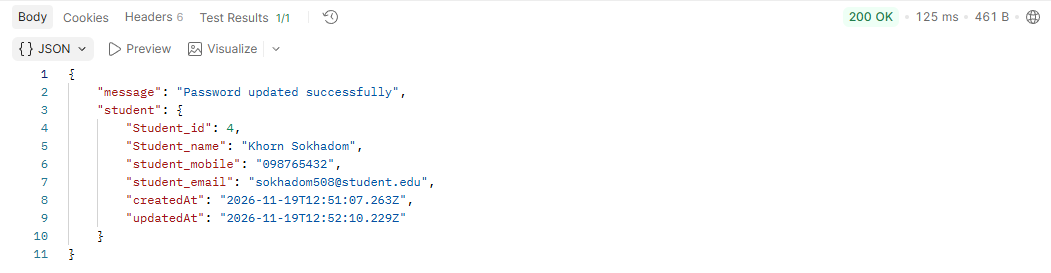 Body Cookies Headers 6 Test Results 1/1 200 OK • 125 ms • 461 B
{} JSON Preview Visualize
1 {
2 "message": "Password updated successfully",
3 "student": {
4 "Student_id": 4,
5 "Student_name": "Khorn Sokhadom",
6 "student_mobile": "098765432",
7 "student_email": "sokhadom508@student.edu",
8 "createdAt": "2026-11-19T12:51:07.263Z",
9 "updatedAt": "2026-11-19T12:52:10.229Z"
10 }
11 }